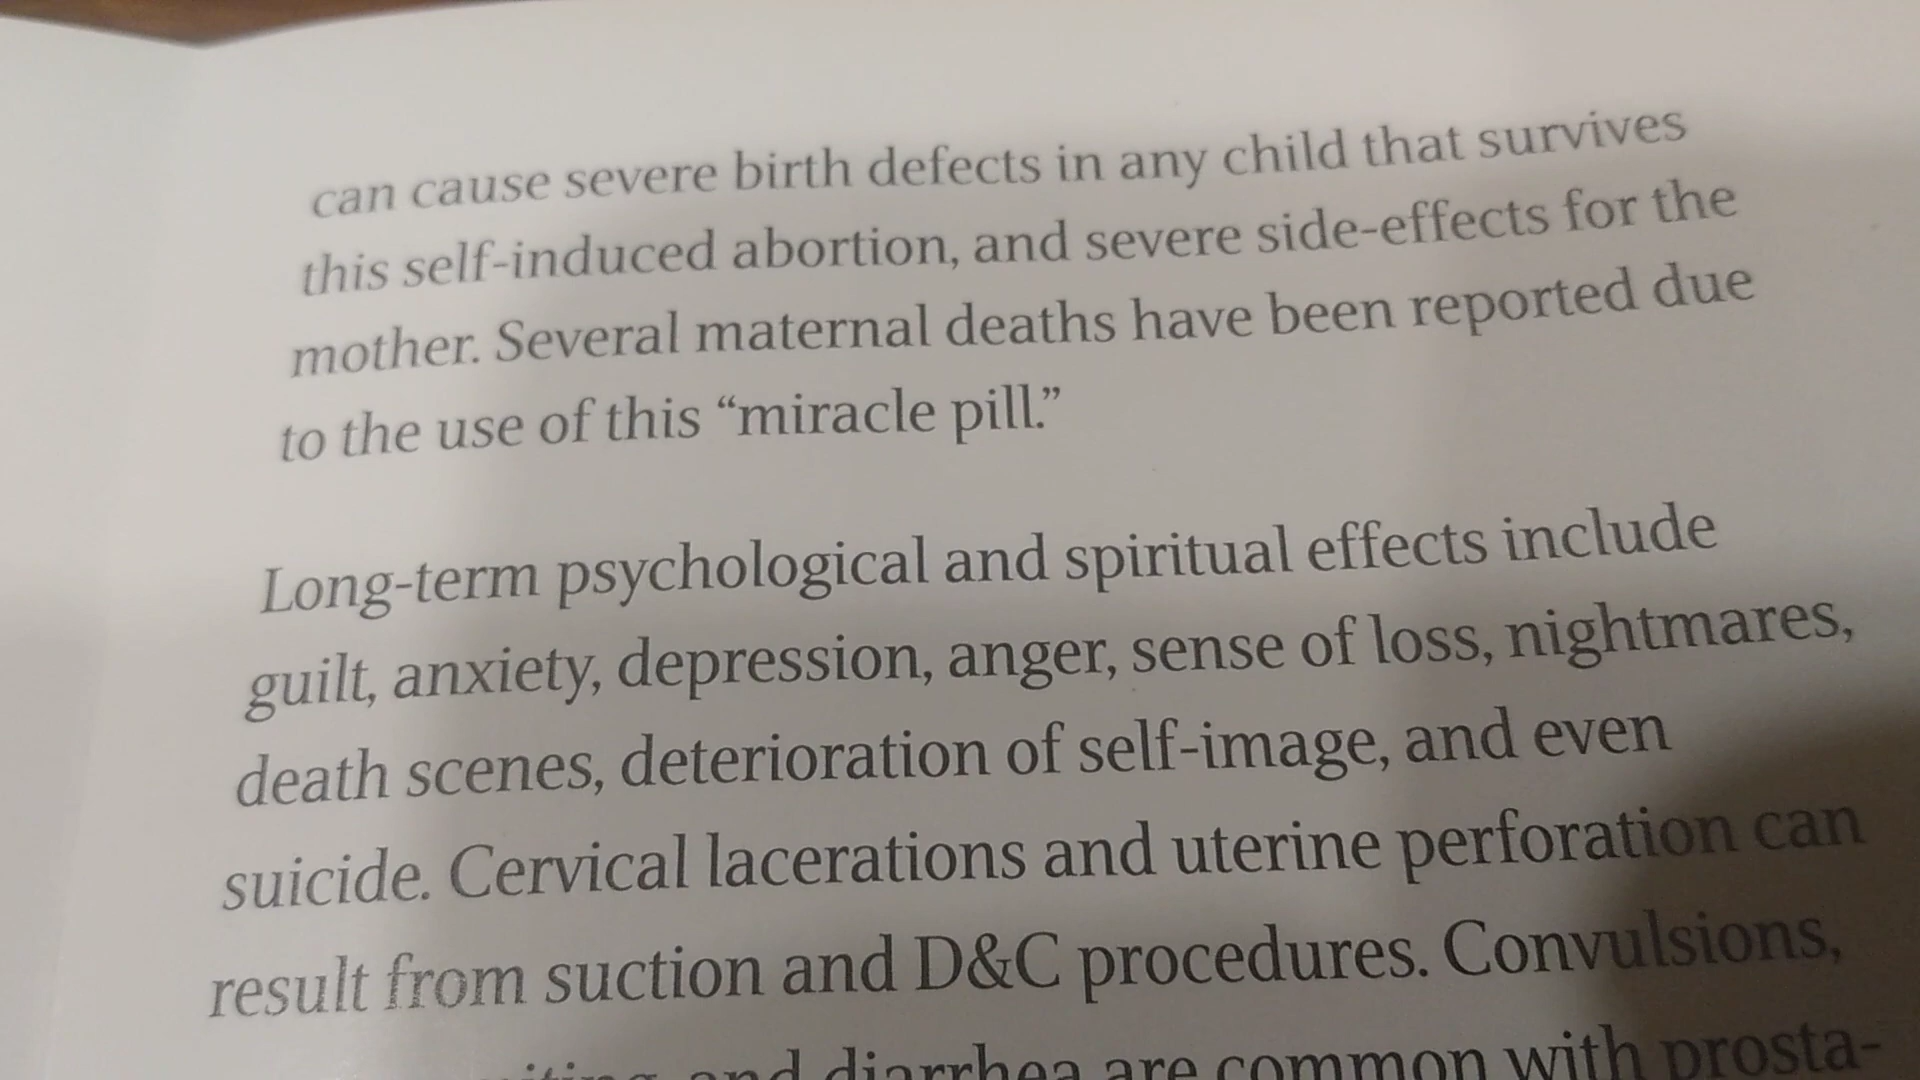 can cause severe birth defects in any child that survives
this self-induced abortion, and severe side-effects for the
mother. Several maternal deaths have been reported due
to the use of this “miracle pill.”
Long-term psychological and spiritual effects include
guilt, anxiety, depression, anger, sense of loss, nightmares,
death scenes, deterioration of self-image, and even
suicide. Cervical lacerations and uterine perforation can
result from suction and D&C procedures. Convulsions,
and diarrhea are common with prosta-